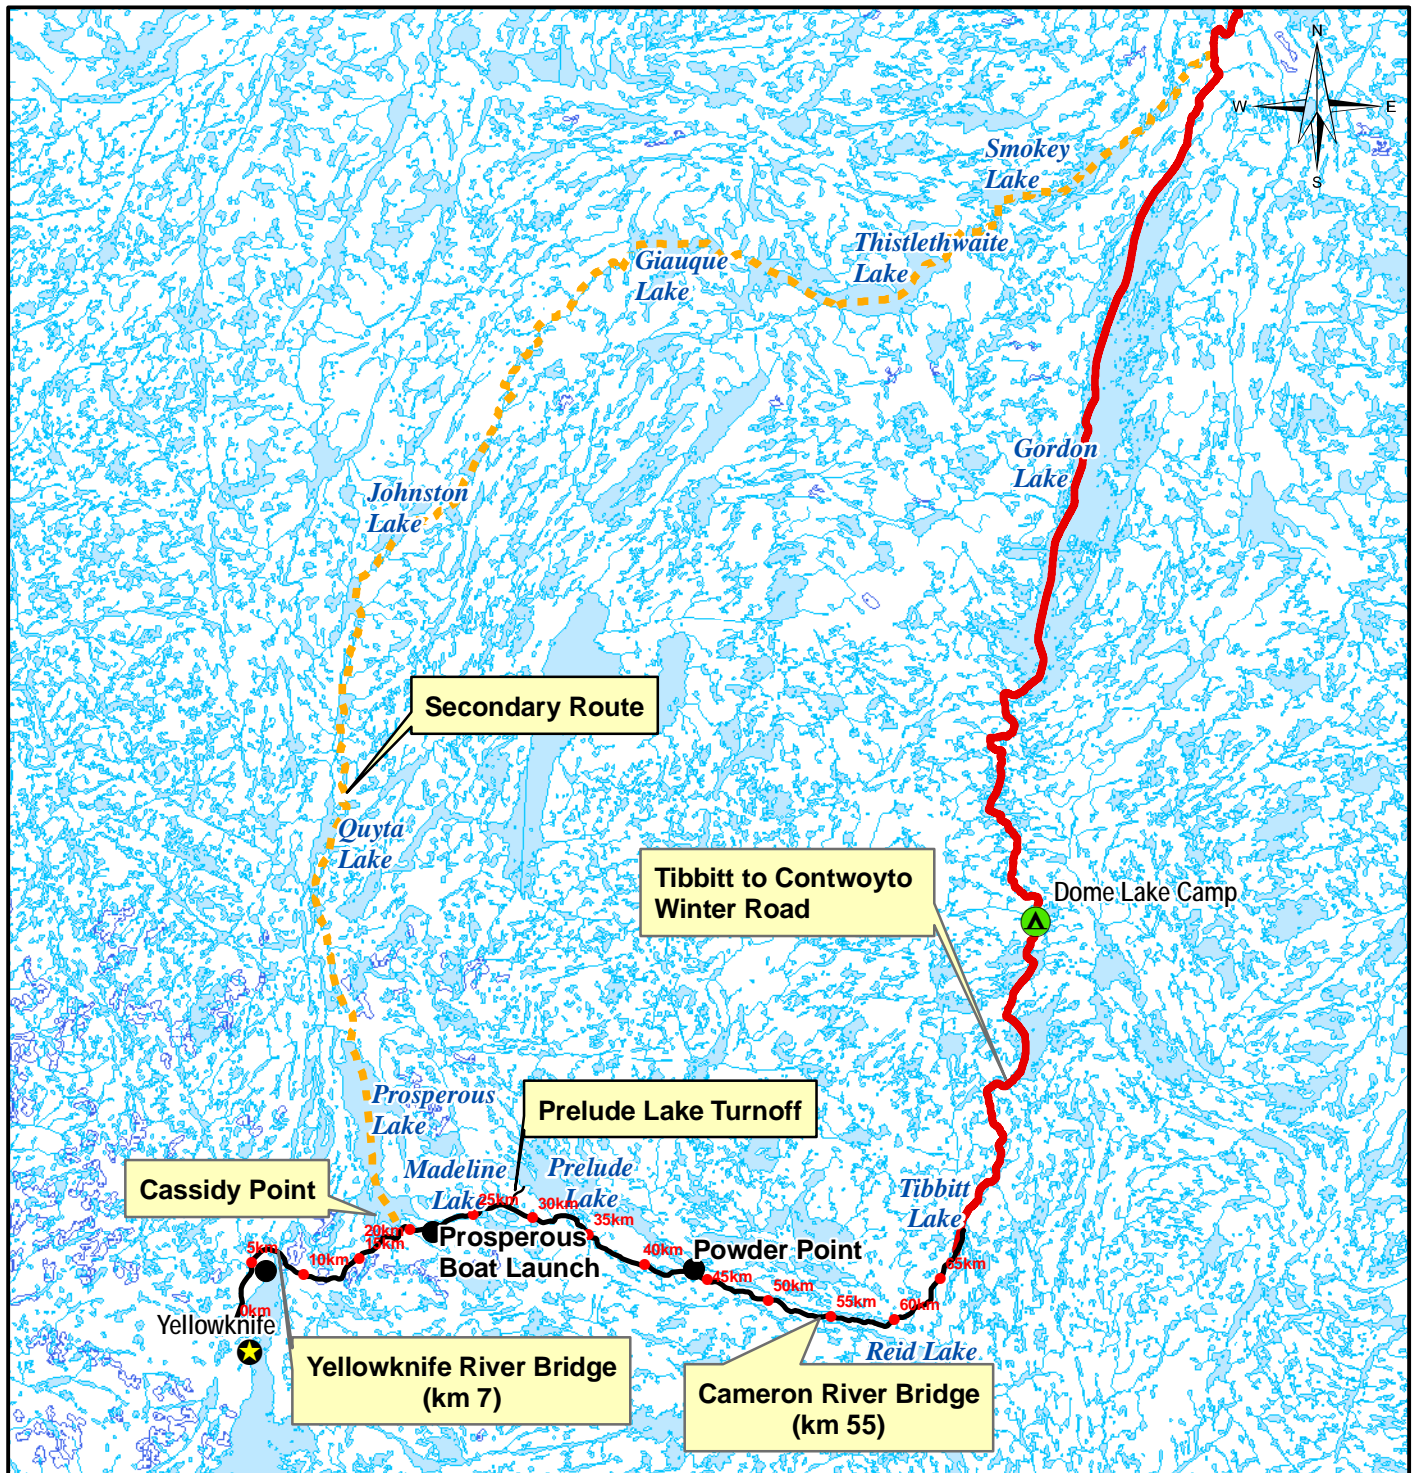 N
W
E
S
Smokey
Lake
Thistlethwaite
Lake
Giauque
Lake
Gordon
Lake
Johnston
Lake
Secondary Route
Quyta
Lake
Tibbitt to Contwoyto
Winter Road
Dome Lake Camp
Prosperous
Lake
Prelude Lake Turnoff
Cassidy Point
Madeline
Lake
Prelude
Lake
Tibbitt
Lake
25km
30km
20km
15km
35km
Prosperous
Boat Launch
5km
10km
40km
Powder Point
45km
65km
50km
55km
60km
0km
Yellowknife
Reid Lake
Yellowknife River Bridge
(km 7)
Cameron River Bridge
(km 55)